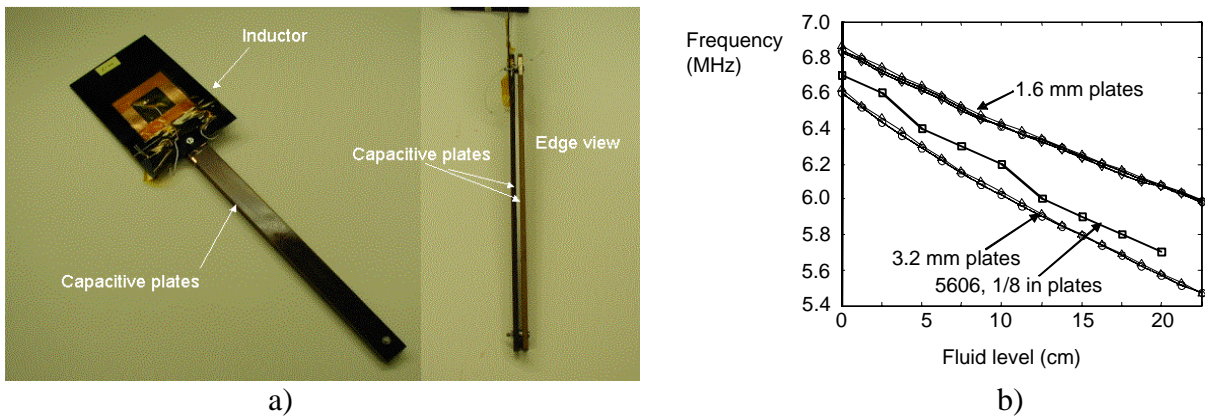 Inductor
Capacitive plates
Capacitive plates
Edge view
a)
Frequency
(MHz)
7.0
6.8
6.6
6.4
6.2
6.0
5.8
5.6
5.4
1.6 mm plates
3.2 mm plates
5606, 1/8 in plates
0
5
10
15
20
Fluid level (cm)
b)